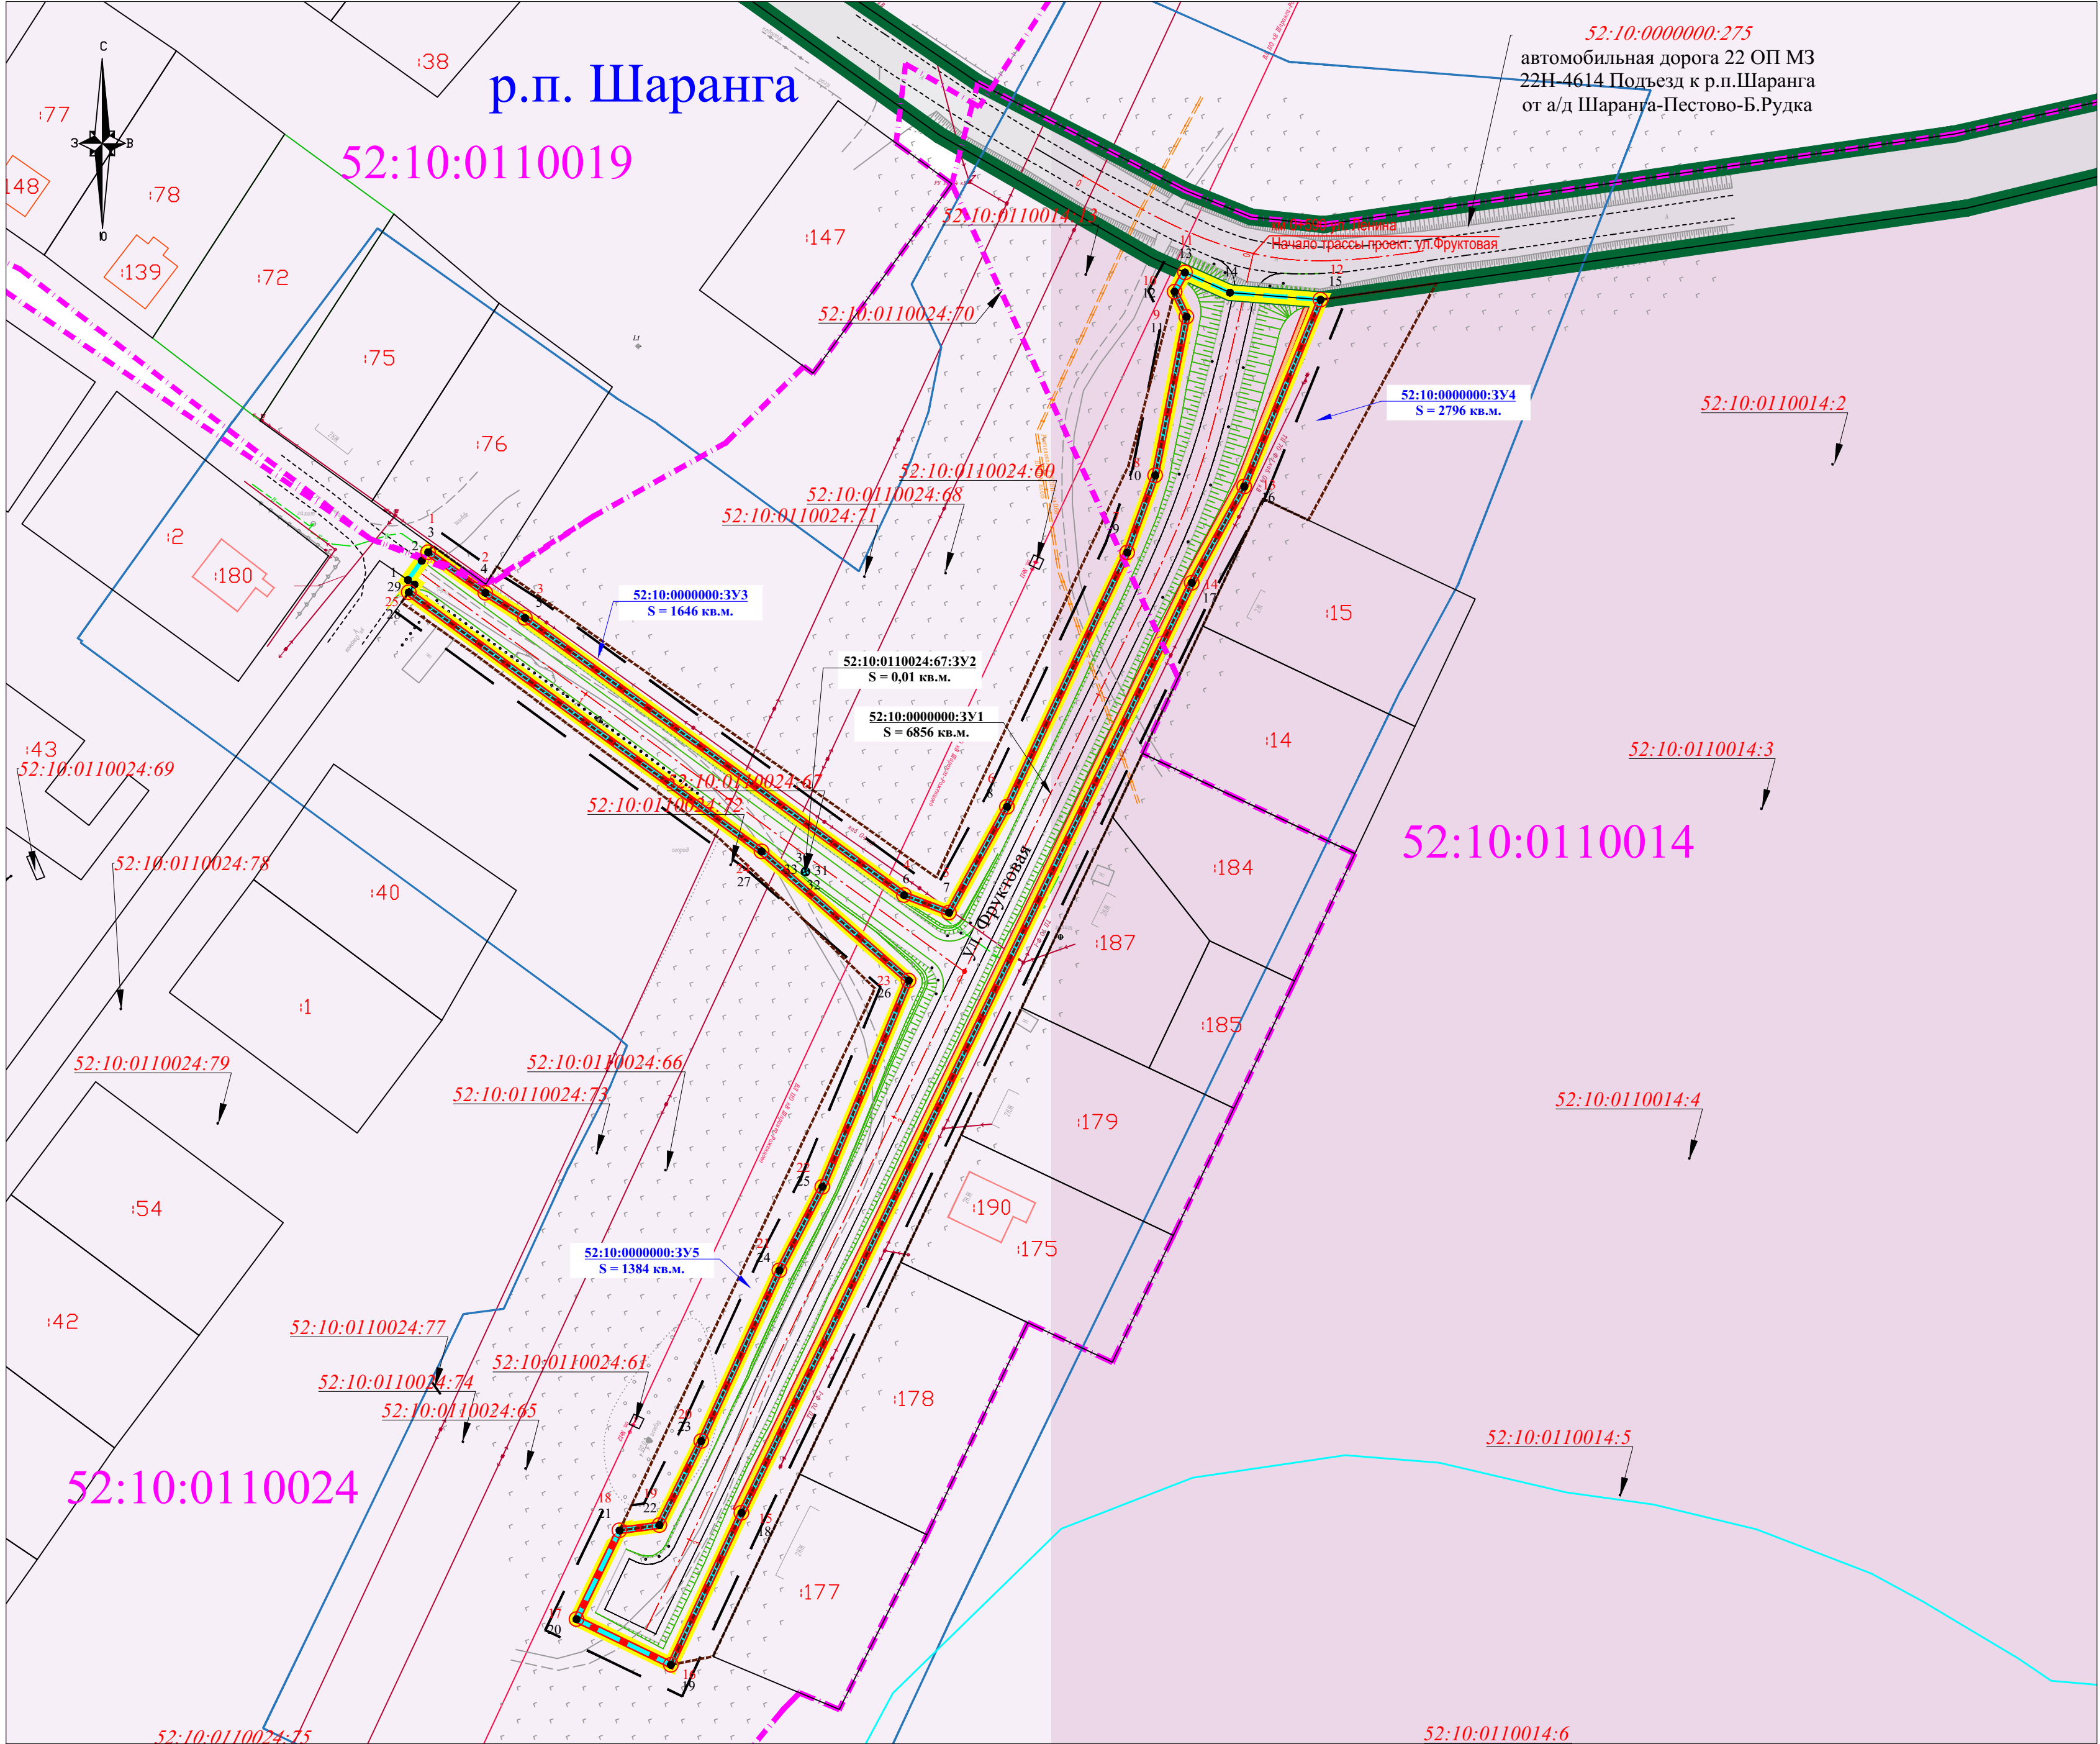 52:10:0000000:275
автомобильная дорога 22 ОП МЗ
22Н-4614 Подъезд к р.п.Шаранга
от а/д Шаранга-Пестово-Б.Рудка
р.п. Шаранга
52:10:0110019
С
З
В
Ю
:38
:77
:78
:148
:139
:72
:147
:75
:76
:2
:180
52:10:0110014:13
Начало трассы проект. ул.Фруктовая
52:10:0110024:70
52:10:0000000:ЗУ4
S = 2796 кв.м.
52:10:0110014:2
52:10:0110024:60
52:10:0110024:68
52:10:0110024:71
52:10:0000000:ЗУ3
S = 1646 кв.м.
52:10:0110024:67:ЗУ2
S = 0,01 кв.м.
52:10:0000000:ЗУ1
S = 6856 кв.м.
:15
:14
52:10:0110014:3
52:10:0110014
:43
52:10:0110024:69
52:10:0110024:67
52:10:0110024:72
52:10:0110024:78
:40
:1
ул. Фруктовая
:184
:187
:185
:179
52:10:0110024:79
52:10:0110024:66
52:10:0110024:73
52:10:0110014:4
:54
:190
:175
52:10:0000000:ЗУ5
S = 1384 кв.м.
:42
52:10:0110024:77
52:10:0110024:61
52:10:0110024:74
52:10:0110024:65
:178
52:10:0110014:5
52:10:0110024
:177
52:10:0110024:75
52:10:0110014:6